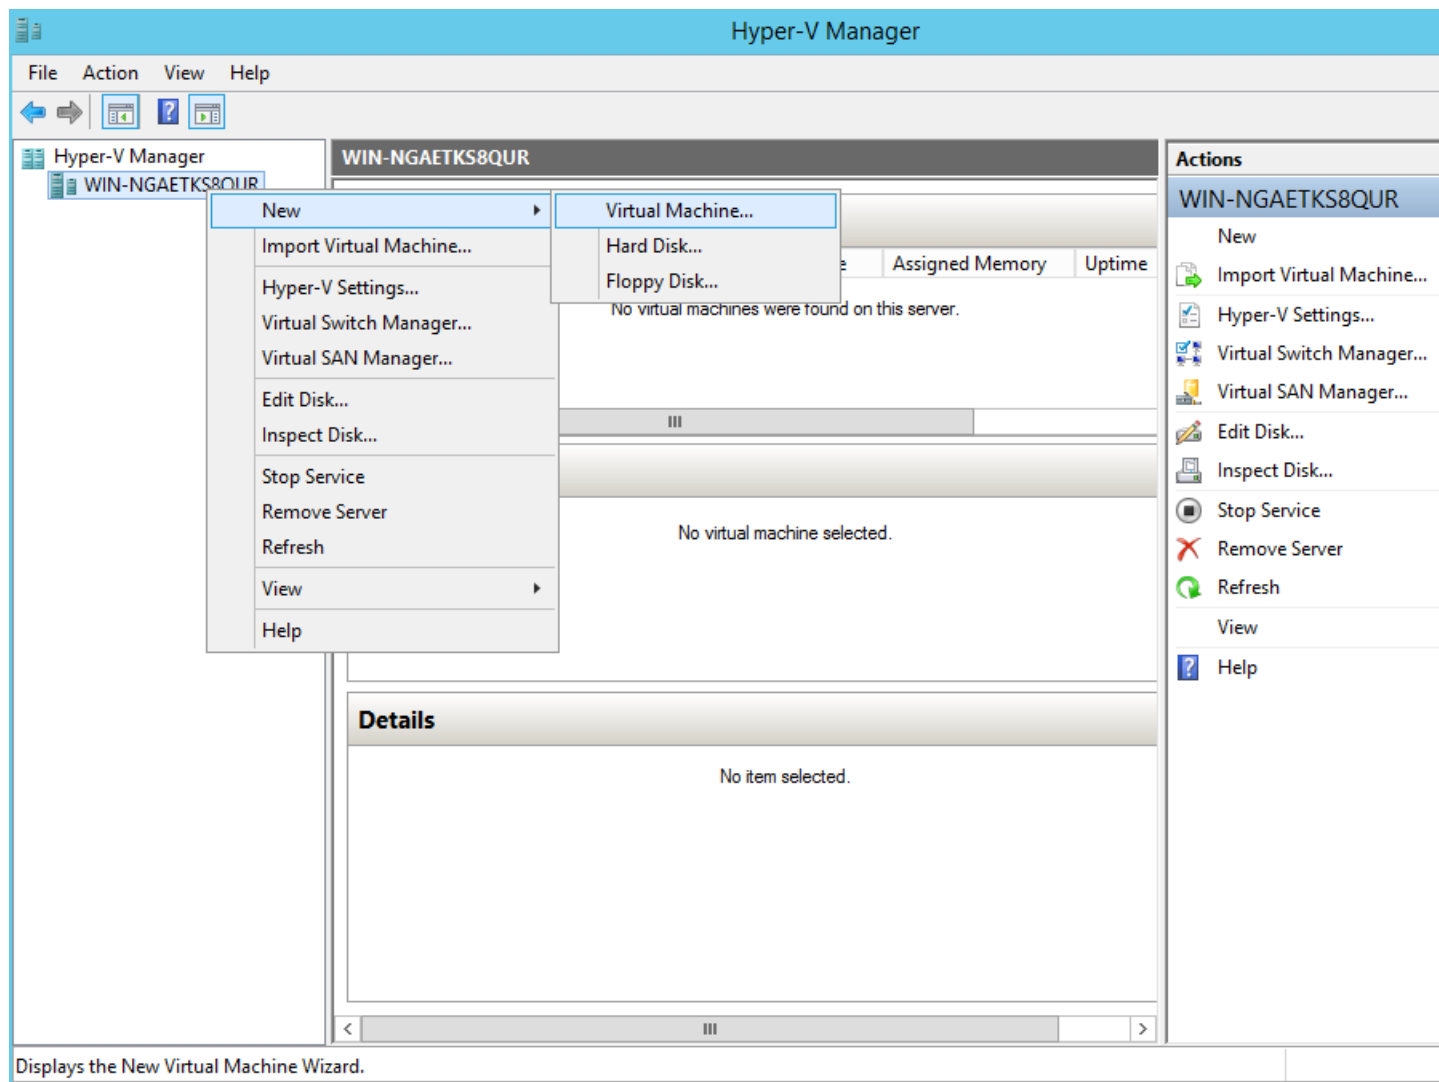 Hyper-V Manager
File Action View Help
Hyper-V Manager
WIN-NGAETKS8QUR
New
Import Virtual Machine...
Hyper-V Settings...
Virtual Switch Manager...
Virtual SAN Manager...
Edit Disk...
Inspect Disk...
Stop Service
Remove Server
Refresh
View
Help
Virtual Machine...
Hard Disk...
Floppy Disk...
WIN-NGAETKS8QUR
Assigned Memory Uptime
No virtual machines were found on this server.
No virtual machine selected.
Details
No item selected.
Actions
WIN-NGAETKS8QUR
New
Import Virtual Machine...
Hyper-V Settings...
Virtual Switch Manager...
Virtual SAN Manager...
Edit Disk...
Inspect Disk...
Stop Service
Remove Server
Refresh
View
Help
Displays the New Virtual Machine Wizard.